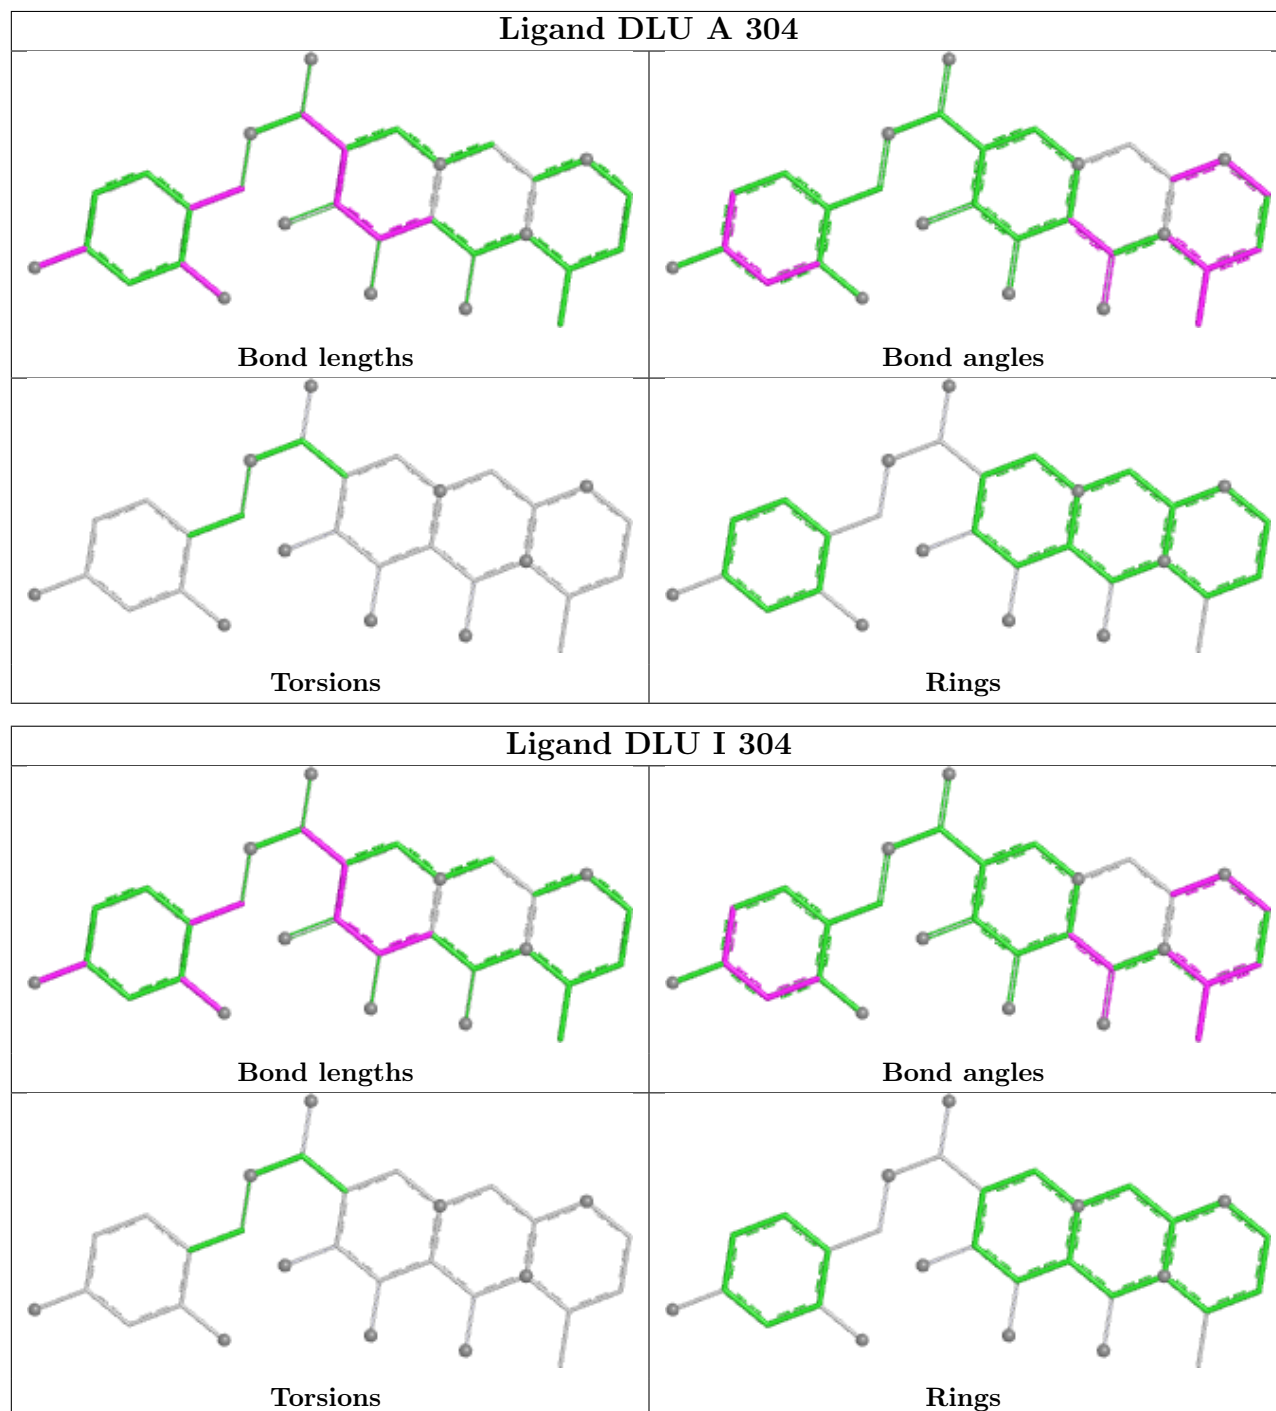 Ligand DLU A 304
Bond lengths
Bond angles
Torsions
Rings
Ligand DLU I 304
Bond lengths
Bond angles
Torsions
Rings